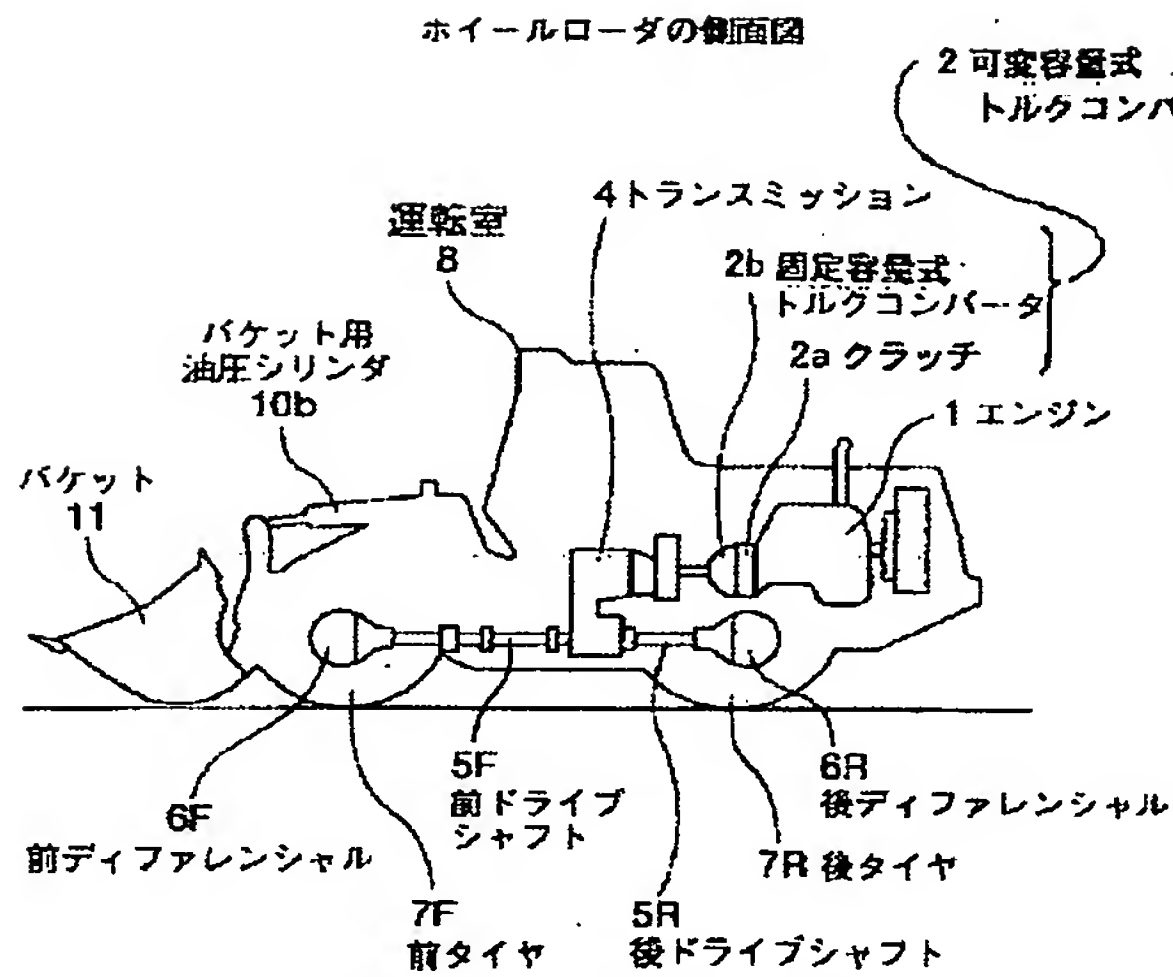 ホイールローダの側面図
2 可変容量式
トルクコンバ
4トランスミッション
運転室
8
2b 固定容量式
トルクコンバータ
バケット用
油圧シリンダ
10b
2a クラッチ
1 エンジン
バケット
11
5F
前ドライブ
シャフト
6R
後ディファレンシャル
6F
前ディファレンシャル
7R 後タイヤ
7F
前タイヤ
5R
後ドライブシャフト